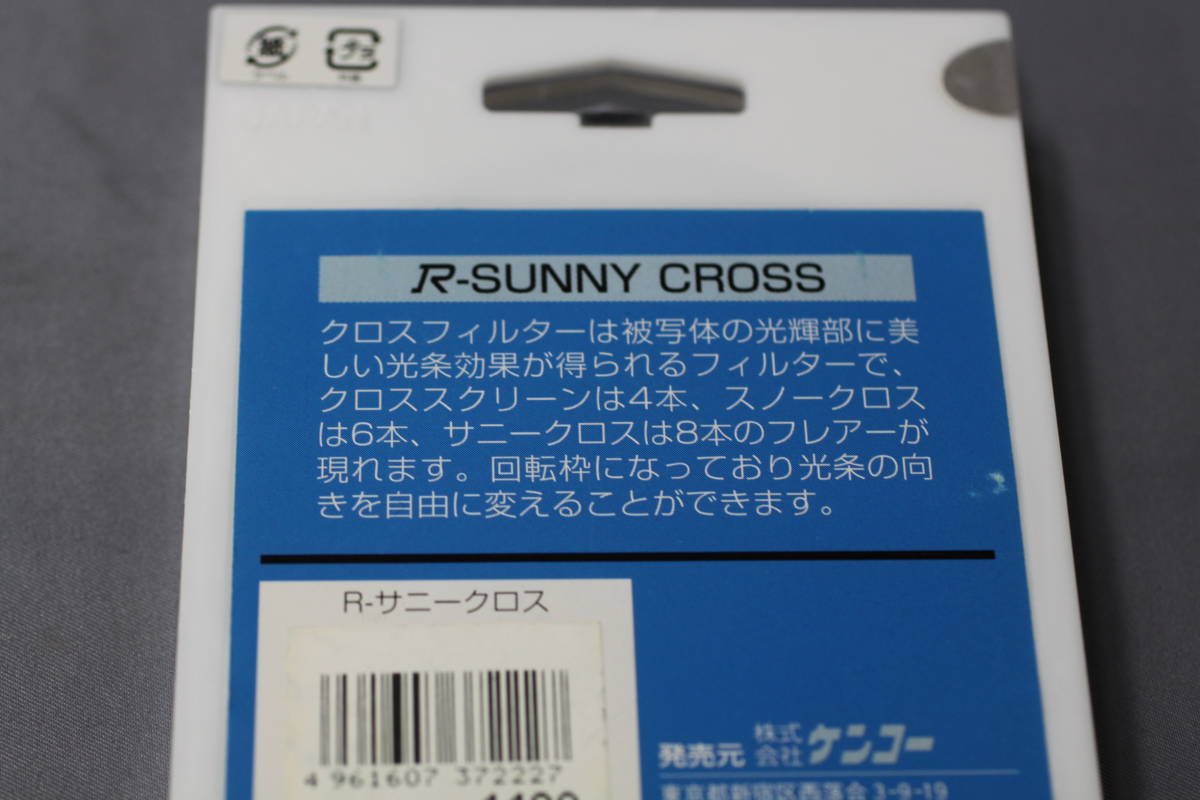 紙
プラ
JAPAN
R-SUNNY CROSS
クロスフィルターは被写体の光輝部に美
しい光条効果が得られるフィルターで、
クロススクリーンは4本、スノークロス
は6本、サニークロスは8本のフレアーが
現れます。回転枠になっており光条の向
きを自由に変えることができます。
R-サニークロス
4 961607 372227
発売元 株式会社 ケンコー
東京都新宿区西落合3-9-19